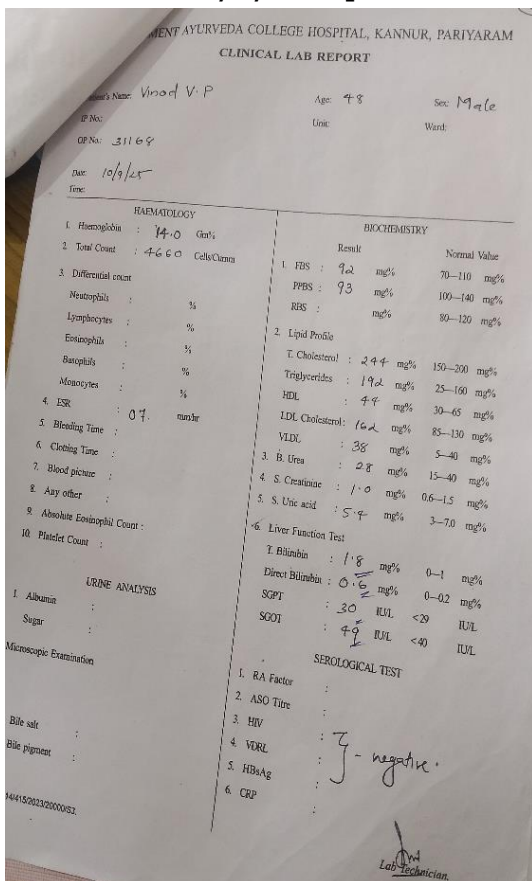 MENT AYURVEDA COLLEGE HOSPITAL, KANNUR, PARIYARAM
CLINICAL LAB REPORT
Name: Vinod V.P Age: 48 Sex: Male
IP No.: Unit: Ward:
OP No.: 31168
Date: 10/9/25
Time:
HAEMATOLOGY
1. Haemoglobin : 14.0 Gm%
2. Total Count : 4660 Cells/Cumm
3. Differential count
Neutrophils : %
Lymphocytes : %
Eosinophils : %
Basophils : %
Monocytes : %
4. ESR : 07. mm/hr
5. Bleeding Time :
6. Clotting Time :
7. Blood picture :
8. Any other :
9. Absolute Eosinophil Count :
10. Platelet Count :
URINE ANALYSIS
1. Albumin :
Sugar :
Microscopic Examination
Bile salt :
Bile pigment :
14/415/2023/20000/S3.
BIOCHEMISTRY
Result Normal Value
1. FBS : 92 mg% 70—110 mg%
PPBS : 93 mg% 100—140 mg%
RBS : mg% 80—120 mg%
2. Lipid Profile
T. Cholesterol : 244 mg% 150—200 mg%
Triglycerides : 192 mg% 25—160 mg%
HDL : 44 mg% 30—65 mg%
LDL Cholesterol : 162 mg% 85—130 mg%
VLDL : 38 mg% 5—40 mg%
3. B. Urea : 28 mg% 15—40 mg%
4. S. Creatinine : 1.0 mg% 0.6—1.5 mg%
5. S. Uric acid : 5.4 mg% 3—7.0 mg%
6. Liver Function Test
T. Bilirubin : 1.8 mg% 0—1 mg%
Direct Bilirubin : 0.6 mg% 0—0.2 mg%
SGPT : 30 IU/L <29 IU/L
SGOT : 49 IU/L <40 IU/L
SEROLOGICAL TEST
1. RA Factor :
2. ASO Titre :
3. HIV :
4. VDRL : - negative.
5. HBsAg :
6. CRP :
Lab Technician.